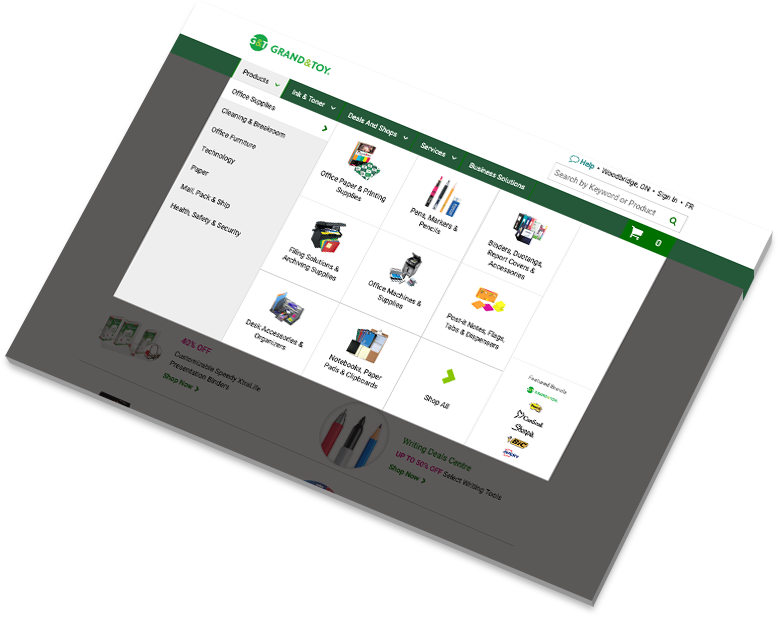 G&T GRAND&TOY
Help • Woodbridge, ON • Sign In • FR
Search by Keyword or Product
Products
Ink & Toner
Deals And Shops
Services
Business Solutions
0
Office Supplies
Cleaning & Breakroom
Office Furniture
Technology
Paper
Mail, Pack & Ship
Health, Safety & Security
Office Paper & Printing
Supplies
Pens, Markers &
Pencils
Binders, Duotangs,
Report Covers &
Accessories
Filing Solutions &
Archiving Supplies
Office Machines &
Supplies
Post-it Notes, Flags,
Tabs & Dispensers
Desk Accessories &
Organizers
Notebooks, Paper
Pads & Clipboards
Shop All
Featured Brands
GRAND&TOY
Sharpie
BIC
AVERY
40% OFF
Customizable Speedy Xtralife
Presentation Binders
Shop Now
Writing Deals Centre
UP TO 50% OFF Select Writing Tools
Shop Now